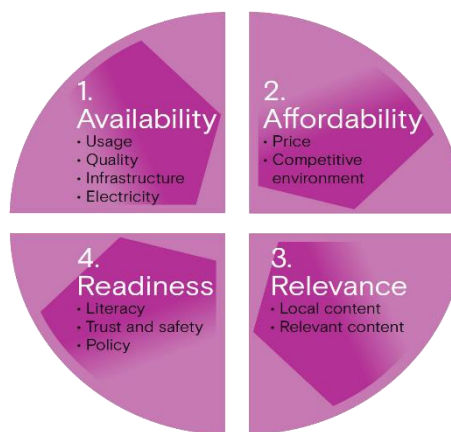 1.
Availability
• Usage
• Quality
• Infrastructure
• Electricity
2.
Affordability
• Price
• Competitive
environment
3.
Relevance
• Local content
• Relevant content
4.
Readiness
• Literacy
• Trust and safety
• Policy